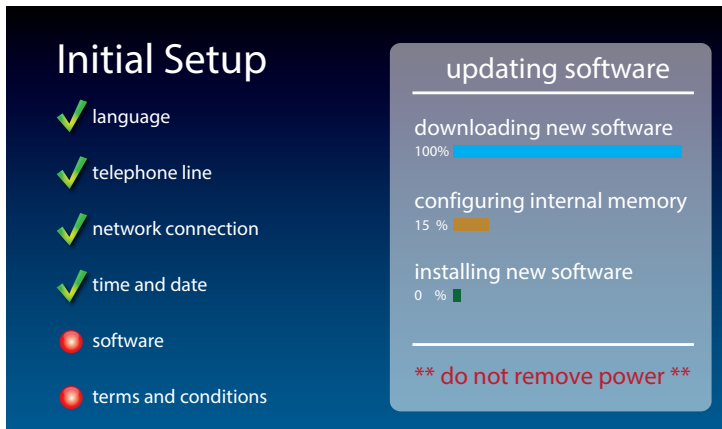 Initial Setup
language
telephone line
network connection
time and date
software
terms and conditions
updating software
downloading new software
100%
configuring internal memory
15 %
installing new software
0 %
** do not remove power **